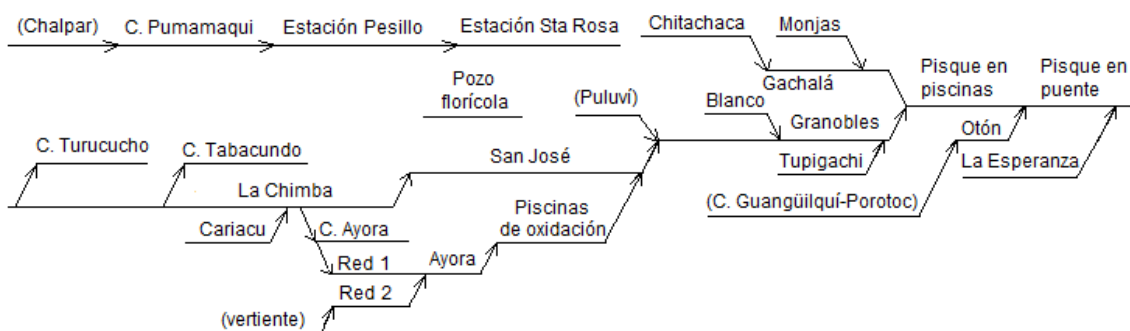 (Chalpar)
C. Pumamaqui
Estación Pesillo
Estación Sta Rosa
Chitachaca
Monjas
Gachalá
Pisque en
piscinas
Pisque en
puente
Pozo
florícola
(Puluví)
Blanco
Granobles
Otón
C. Turucucho
C. Tabacundo
San José
Tupigachi
La Esperanza
La Chimba
(C. Guangüilquí-Porotoc)
Cariacu
C. Ayora
Piscinas
de oxidación
Red 1
Ayora
Red 2
(vertiente)